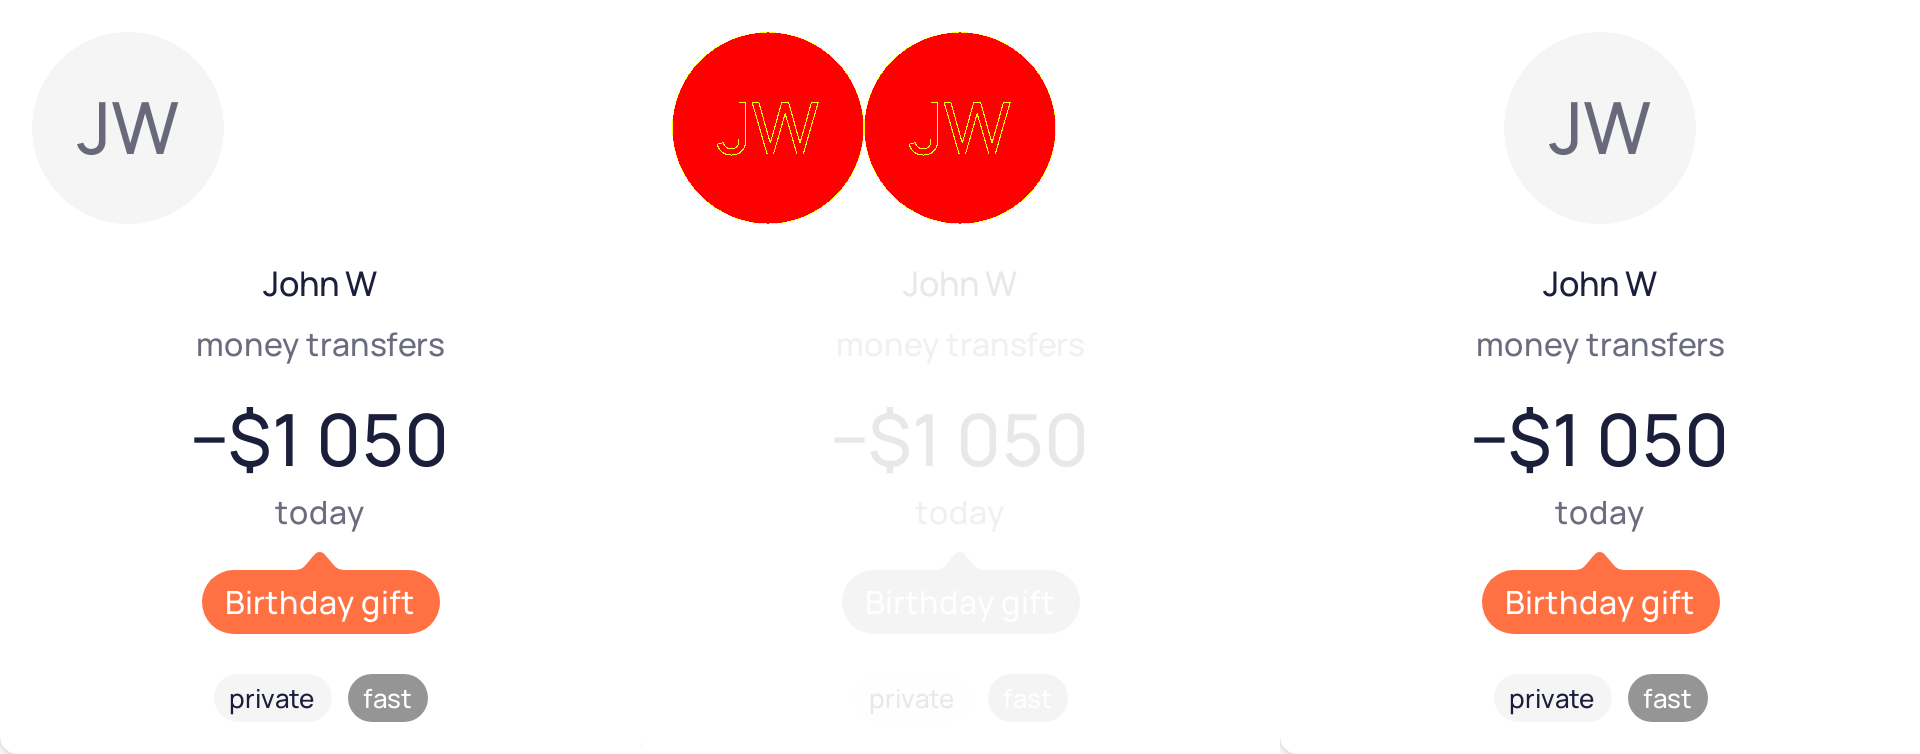 JW
John W
money transfers
−$1 050
today
Birthday gift
private fast
JW JW
John W
money transfers
−$1 050
today
Birthday gift
private fast
JW
John W
money transfers
−$1 050
today
Birthday gift
private fast